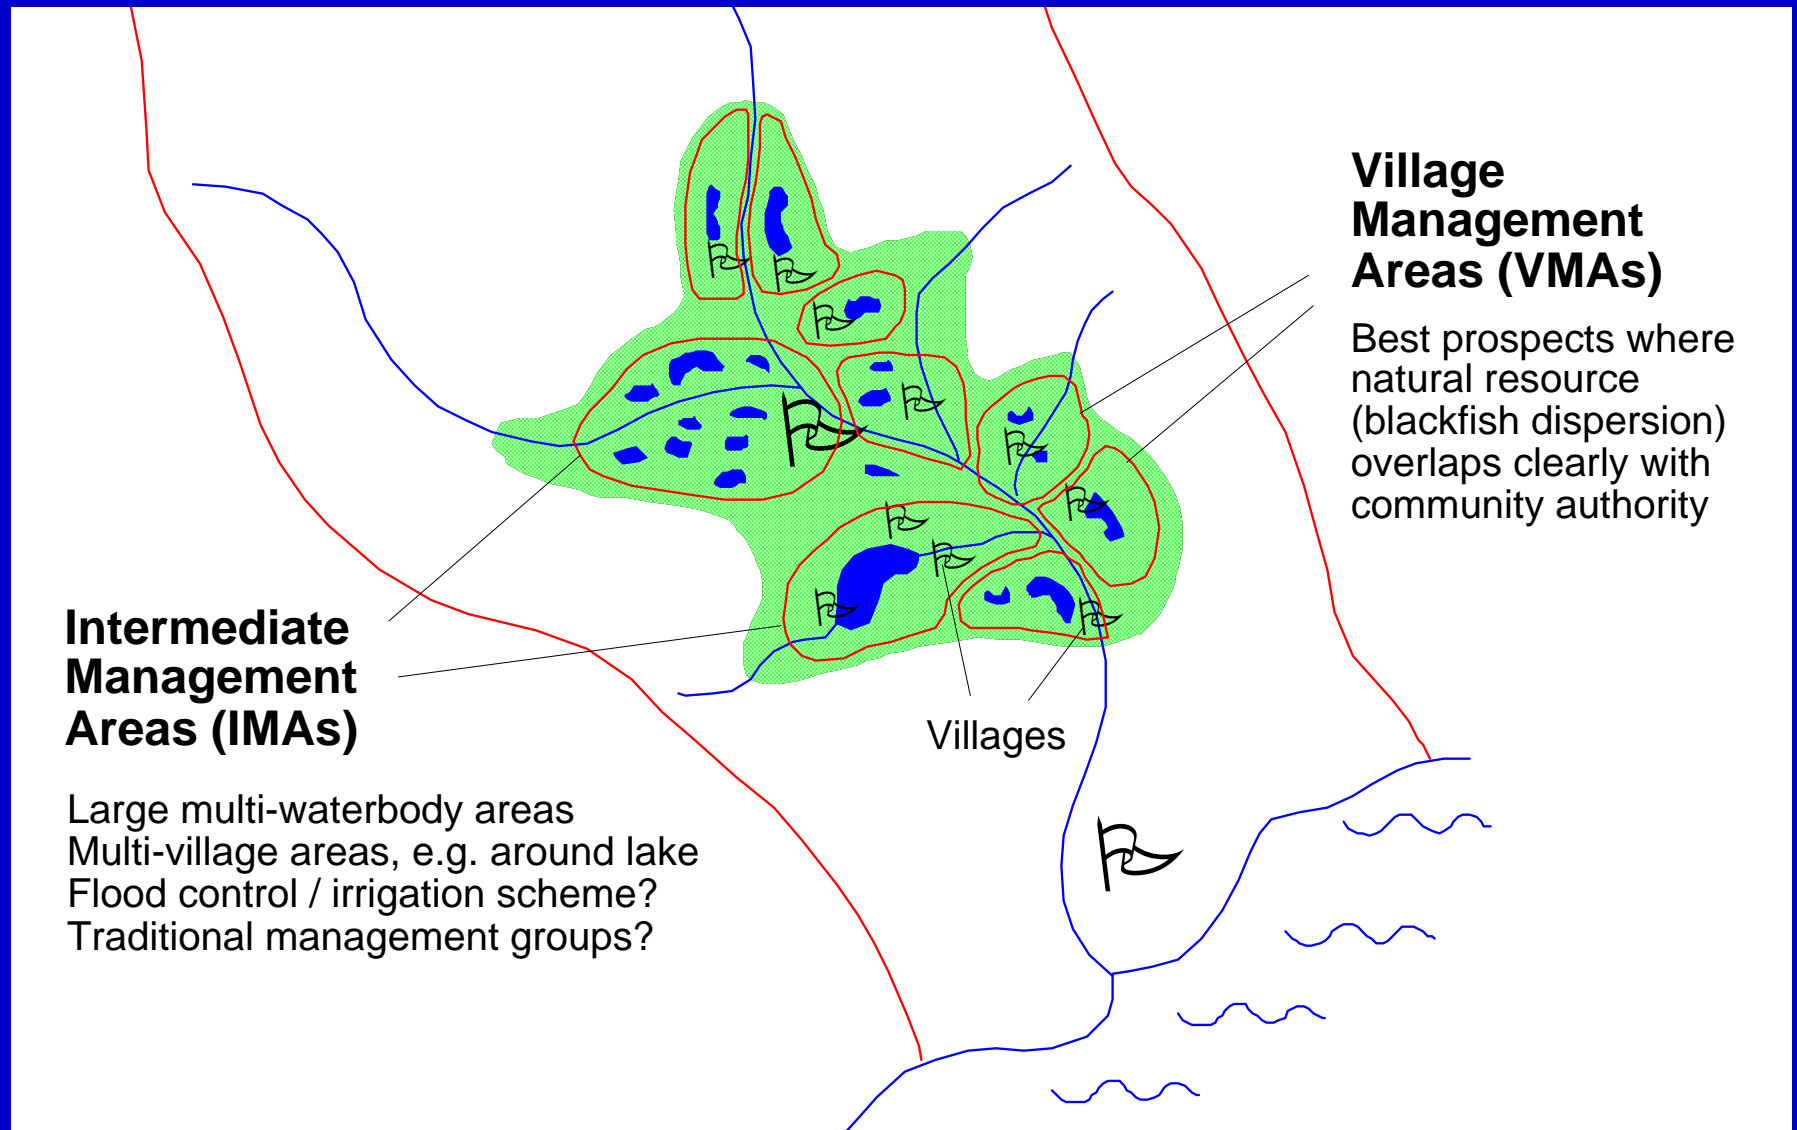 Village
Management
Areas (VMAs)
Best prospects where
natural resource
(blackfish dispersion)
overlaps clearly with
community authority
Intermediate
Management
Areas (IMAs)
Large multi-waterbody areas
Multi-village areas, e.g. around lake
Flood control / irrigation scheme?
Traditional management groups?
Villages